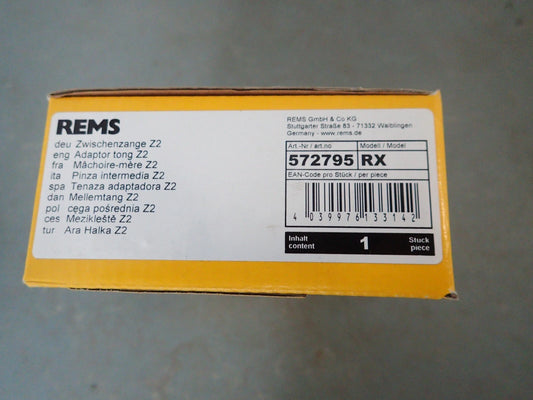 REMS
deu Zwischenzange Z2
eng Adaptor tong Z2
fra Mâchoire-mère Z2
ita Pinza intermedia Z2
spa Tenaza adaptadora Z2
dan Mellemtang Z2
pol cęga pośrednia Z2
ces Mezikleště Z2
tur Ara Halka Z2
REMS GmbH & Co KG
Stuttgarter Straße 83 - 71332 Waiblingen
Germany - www.rems.de
Art.-Nr / art.no Modell / Model
572795 RX
EAN-Code pro Stück / per piece
4 039976 133142
Inhalt content 1 Stück piece